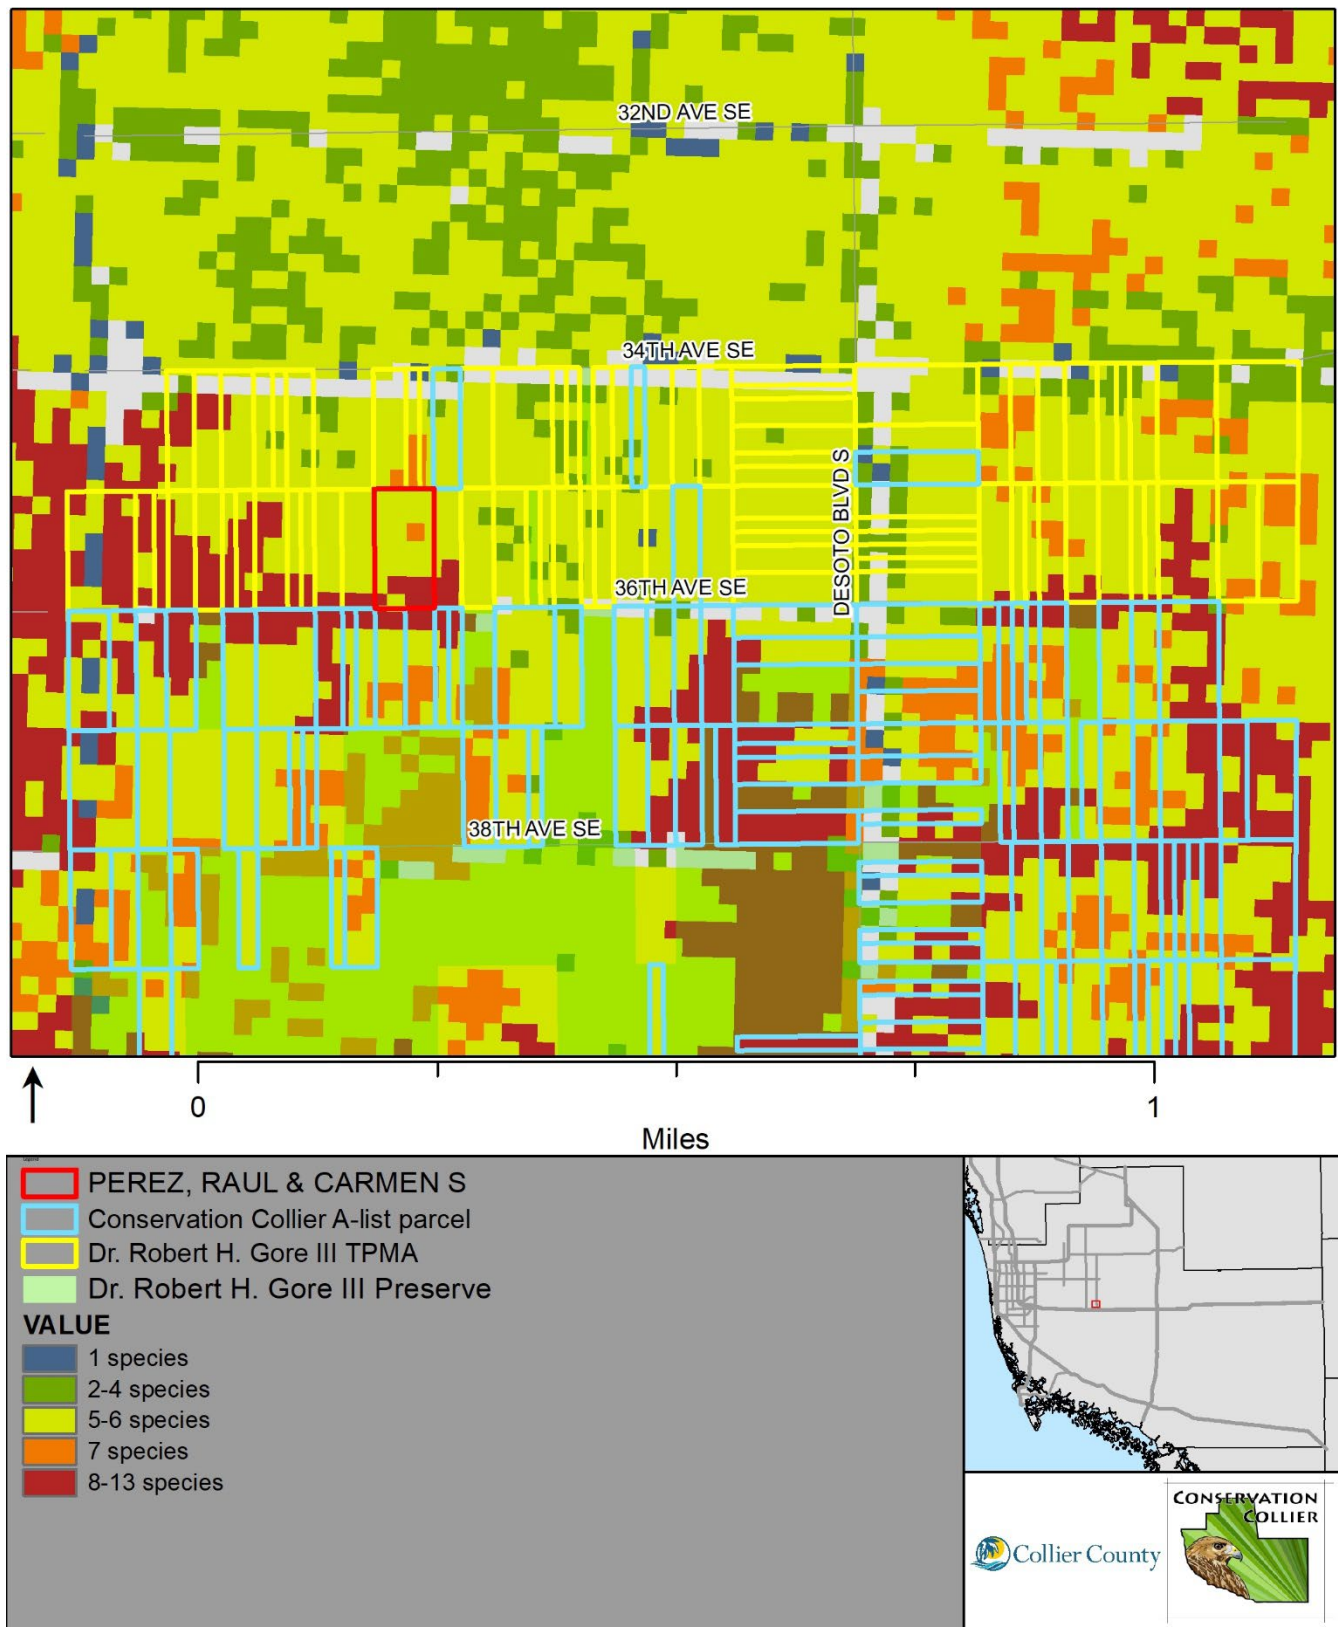 32ND AVE SE
34TH AVE SE
DESOTO BLVD S
36TH AVE SE
38TH AVE SE
0
1
Miles
PEREZ, RAUL & CARMEN S
Conservation Collier A-list parcel
Dr. Robert H. Gore III TPMA
Dr. Robert H. Gore III Preserve
VALUE
1 species
2-4 species
5-6 species
7 species
8-13 species
Collier County
CONSERVATION
COLLIER